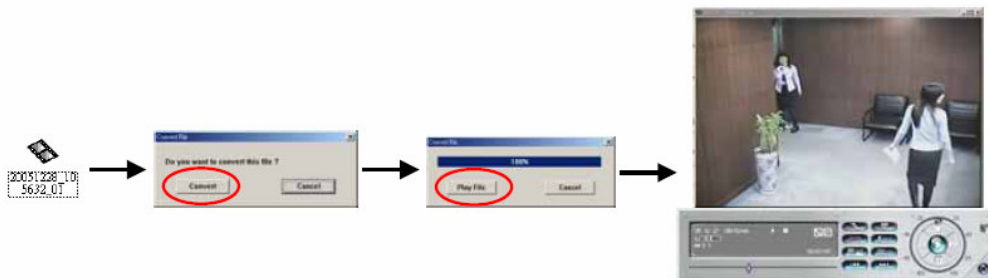 20051228_10
5632_01
Convert File
Do you want to convert this file ?
Convert
Cancel
Convert File
100%
Play File
Cancel